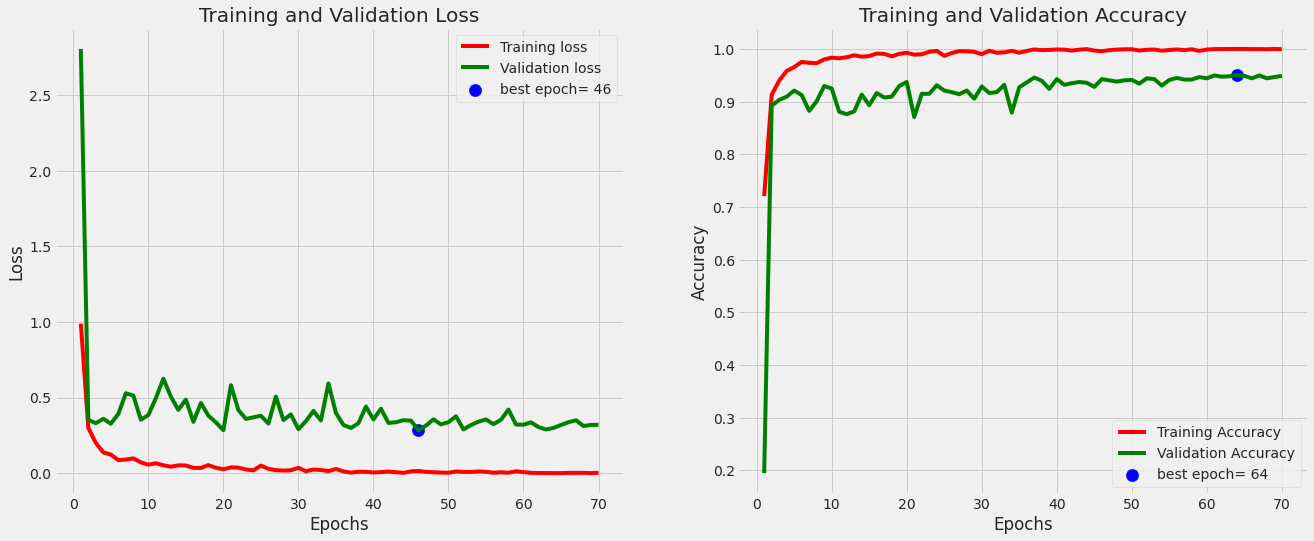 Training and Validation Loss
Training loss
Validation loss
best epoch= 46
2.5
2.0
1.5
1.0
0.5
0.0
Loss
0 10 20 30 40 50 60 70
Epochs
Training and Validation Accuracy
1.0
0.9
0.8
0.7
0.6
0.5
0.4
0.3
0.2
Accuracy
Training Accuracy
Validation Accuracy
best epoch= 64
0 10 20 30 40 50 60 70
Epochs